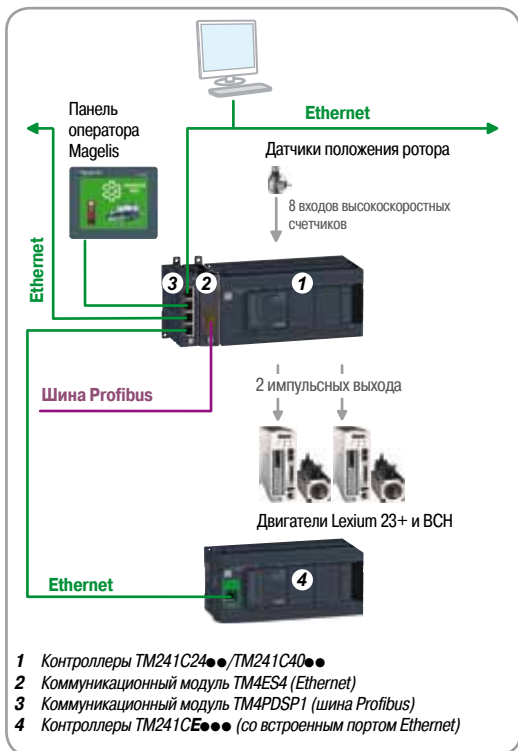 Ethernet
Панель
оператора
Magelis
Датчики положения ротора
8 входов высокоскоростных
счетчиков
Ethernet
3
2
1
Шина Profibus
2 импульсных выхода
Двигатели Lexium 23+ и BCH
Ethernet
4
1 Контроллеры TM241C24●●/TM241C40●●
2 Коммуникационный модуль TM4ES4 (Ethernet)
3 Коммуникационный модуль TM4PDSP1 (шина Profibus)
4 Контроллеры TM241CE●●● (со встроенным портом Ethernet)